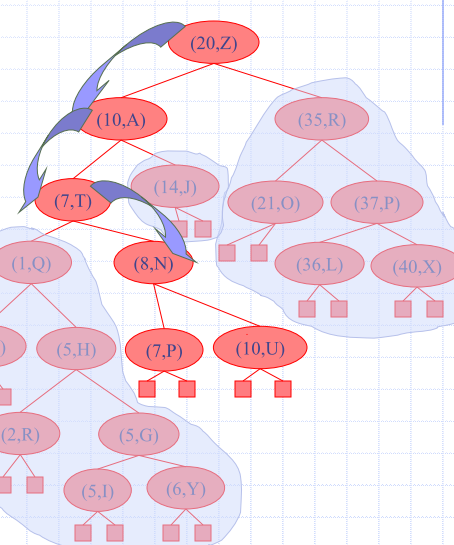 (20,Z)
(10,A)
(35,R)
(14,J)
(7,T)
(21,O)
(37,P)
(1,Q)
(8,N)
(36,L)
(40,X)
)
(5,H)
(7,P)
(10,U)
(2,R)
(5,G)
(5,I)
(6,Y)